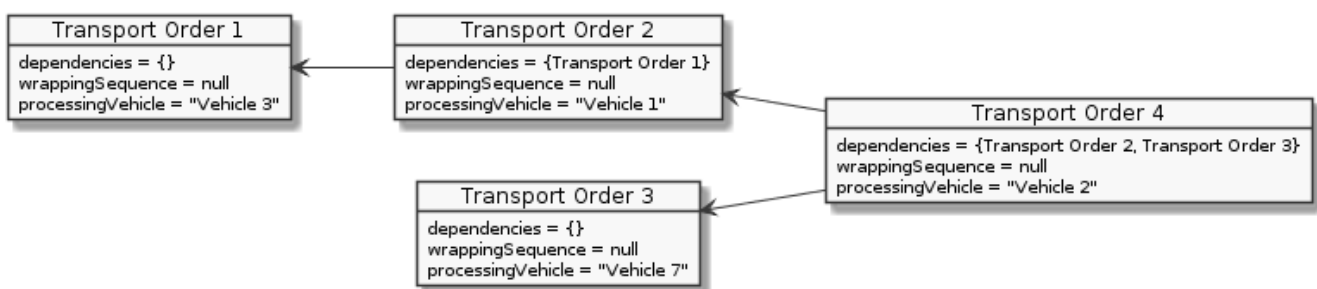 Transport Order 1
dependencies = {}
wrappingSequence = null
processingVehicle = "Vehicle 3"
Transport Order 2
dependencies = {Transport Order 1}
wrappingSequence = null
processingVehicle = "Vehicle 1"
Transport Order 3
dependencies = {}
wrappingSequence = null
processingVehicle = "Vehicle 7"
Transport Order 4
dependencies = {Transport Order 2, Transport Order 3}
wrappingSequence = null
processingVehicle = "Vehicle 2"